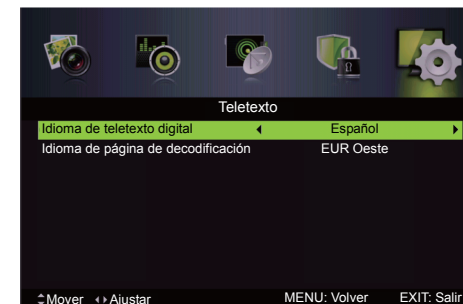 Teletexto
Idioma de teletexto digital Español
Idioma de página de decodificación EUR Oeste
Mover Ajustar MENU: Volver EXIT: Salir